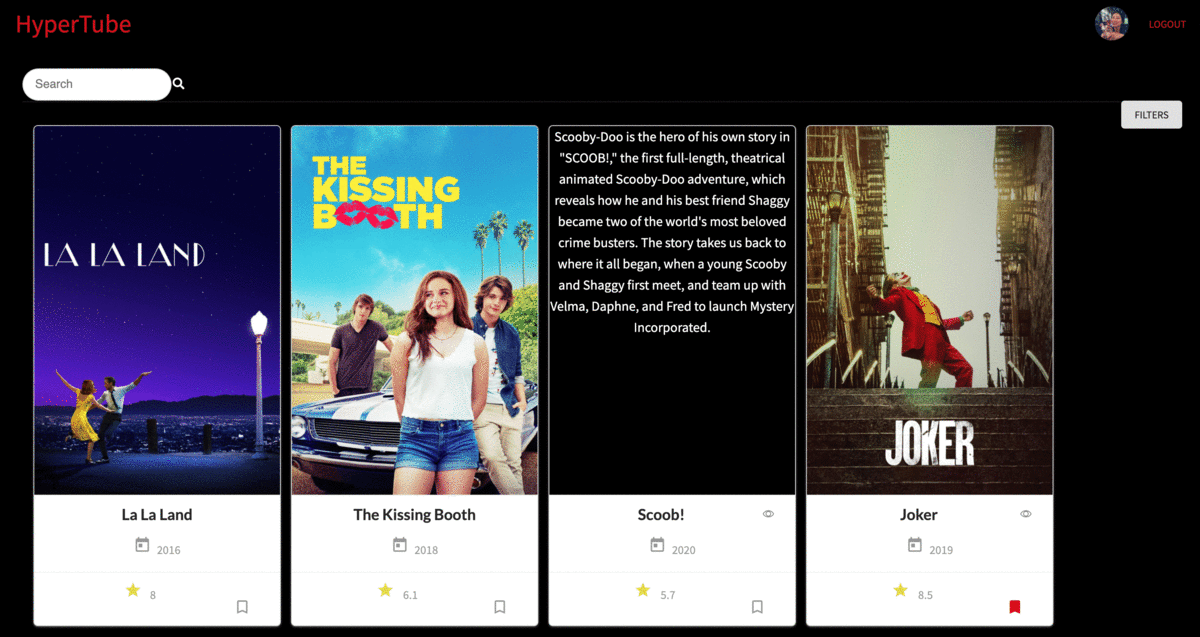 HyperTube
LOGOUT
Search
FILTERS
LA LA LAND
THE
KISSING
BOOTH
Scooby-Doo is the hero of his own story in
"SCOOB!," the first full-length, theatrical
animated Scooby-Doo adventure, which
reveals how he and his best friend Shaggy
became two of the world's most beloved
crime busters. The story takes us back to
where it all began, when a young Scooby
and Shaggy first meet, and team up with
Velma, Daphne, and Fred to launch Mystery
Incorporated.
JOKER
La La Land
2016
8
The Kissing Booth
2018
6.1
Scoob!
2020
5.7
Joker
2019
8.5